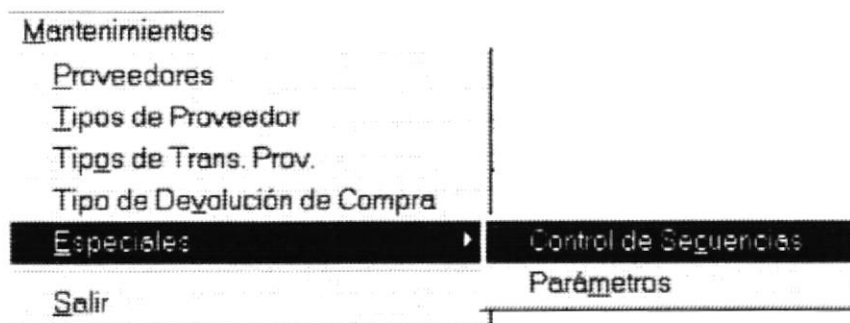 Mantenimientos
Proveedores
Tipos de Proveedor
Tipos de Trans. Prov.
Tipo de Devolución de Compra
Especiales
Control de Secuencias
Parámetros
Salir